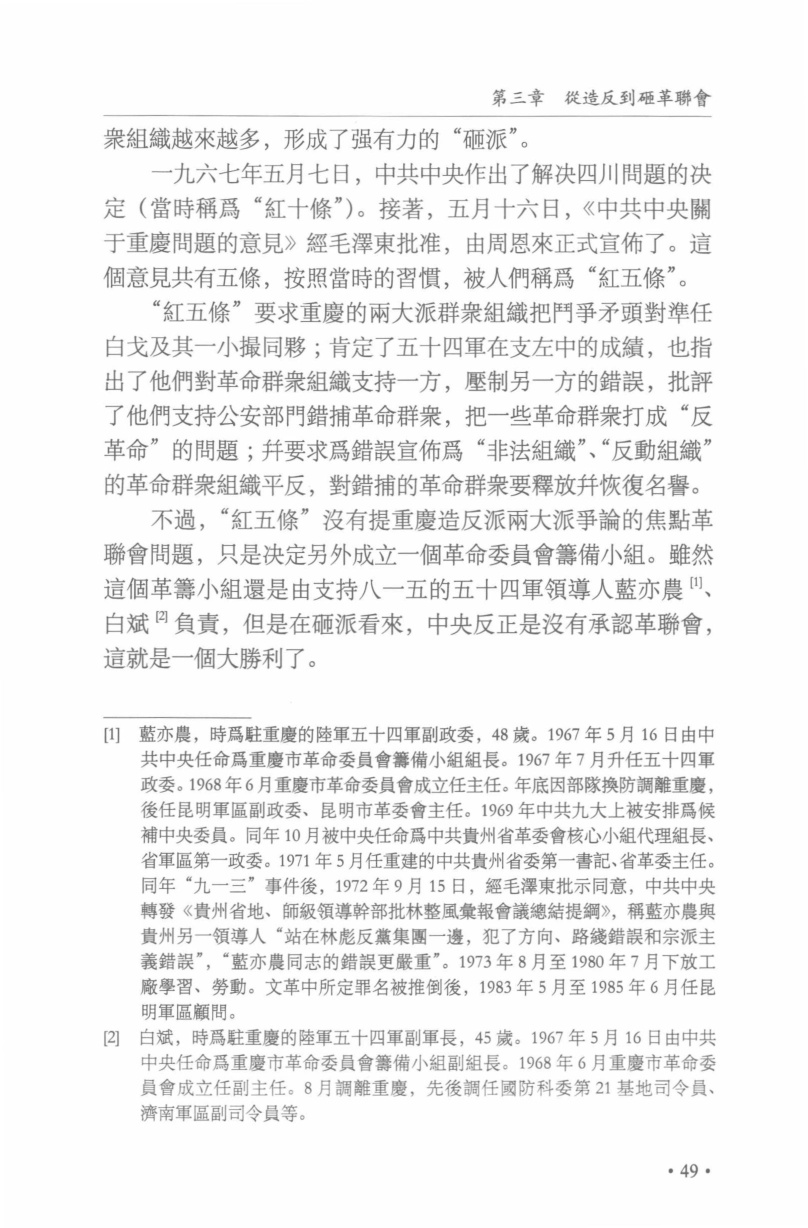 第三章　從造反到砸革聯會
衆組織越來越多，形成了强有力的“砸派”。
一九六七年五月七日，中共中央作出了解决四川問題的决
定（當時稱爲“紅十條”）。接著，五月十六日，《中共中央關
于重慶問題的意見》經毛澤東批准，由周恩來正式宣佈了。這
個意見共有五條，按照當時的習慣，被人們稱爲“紅五條”。
“紅五條”要求重慶的兩大派群衆組織把鬥爭矛頭對準任
白戈及其一小撮同夥；肯定了五十四軍在支左中的成績，也指
出了他們對革命群衆組織支持一方，壓制另一方的錯誤，批評
了他們支持公安部門錯捕革命群衆，把一些革命群衆打成“反
革命”的問題；幷要求爲錯誤宣佈爲“非法組織”、“反動組織”
的革命群衆組織平反，對錯捕的革命群衆要釋放幷恢復名譽。
不過，“紅五條”沒有提重慶造反派兩大派爭論的焦點革
聯會問題，只是决定另外成立一個革命委員會籌備小組。雖然
這個革籌小組還是由支持八一五的五十四軍領導人藍亦農[1]、
白斌[2]負責，但是在砸派看來，中央反正是沒有承認革聯會，
這就是一個大勝利了。
[1] 藍亦農，時爲駐重慶的陸軍五十四軍副政委，48 歲。1967 年 5 月 16 日由中
共中央任命爲重慶市革命委員會籌備小組組長。1967 年 7 月升任五十四軍
政委。1968 年 6 月重慶市革命委員會成立任主任。年底因部隊換防調離重慶，
後任昆明軍區副政委、昆明市革委會主任。1969 年中共九大上被安排爲候
補中央委員。同年 10 月被中央任命爲中共貴州省革委會核心小組代理組長、
省軍區第一政委。1971 年 5 月任重建的中共貴州省委第一書記、省革委主任。
同年“九一三”事件後，1972 年 9 月 15 日，經毛澤東批示同意，中共中央
轉發《貴州省地、師級領導幹部批林整風彙報會議總結提綱》，稱藍亦農與
貴州另一領導人“站在林彪反黨集團一邊，犯了方向、路綫錯誤和宗派主
義錯誤”，“藍亦農同志的錯誤更嚴重”。1973 年 8 月至 1980 年 7 月下放工
廠學習、勞動。文革中所定罪名被推倒後，1983 年 5 月至 1985 年 6 月任昆
明軍區顧問。
[2] 白斌，時爲駐重慶的陸軍五十四軍副軍長，45 歲。1967 年 5 月 16 日由中共
中央任命爲重慶市革命委員會籌備小組副組長。1968 年 6 月重慶市革命委
員會成立任副主任。8 月調離重慶，先後調任國防科委第 21 基地司令員、
濟南軍區副司令員等。
• 49 •